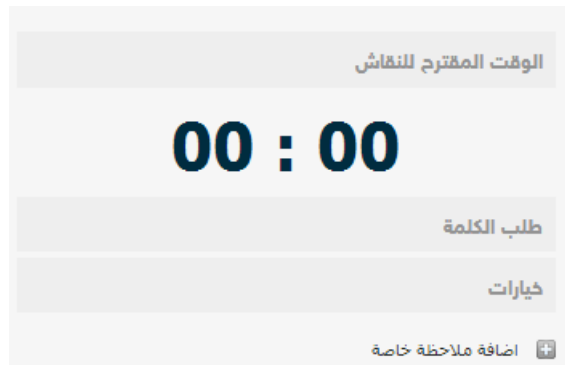 الوقت المقترح للنقاش
00 : 00
طلب الكلمة
خيارات
اضافة ملاحظة خاصة